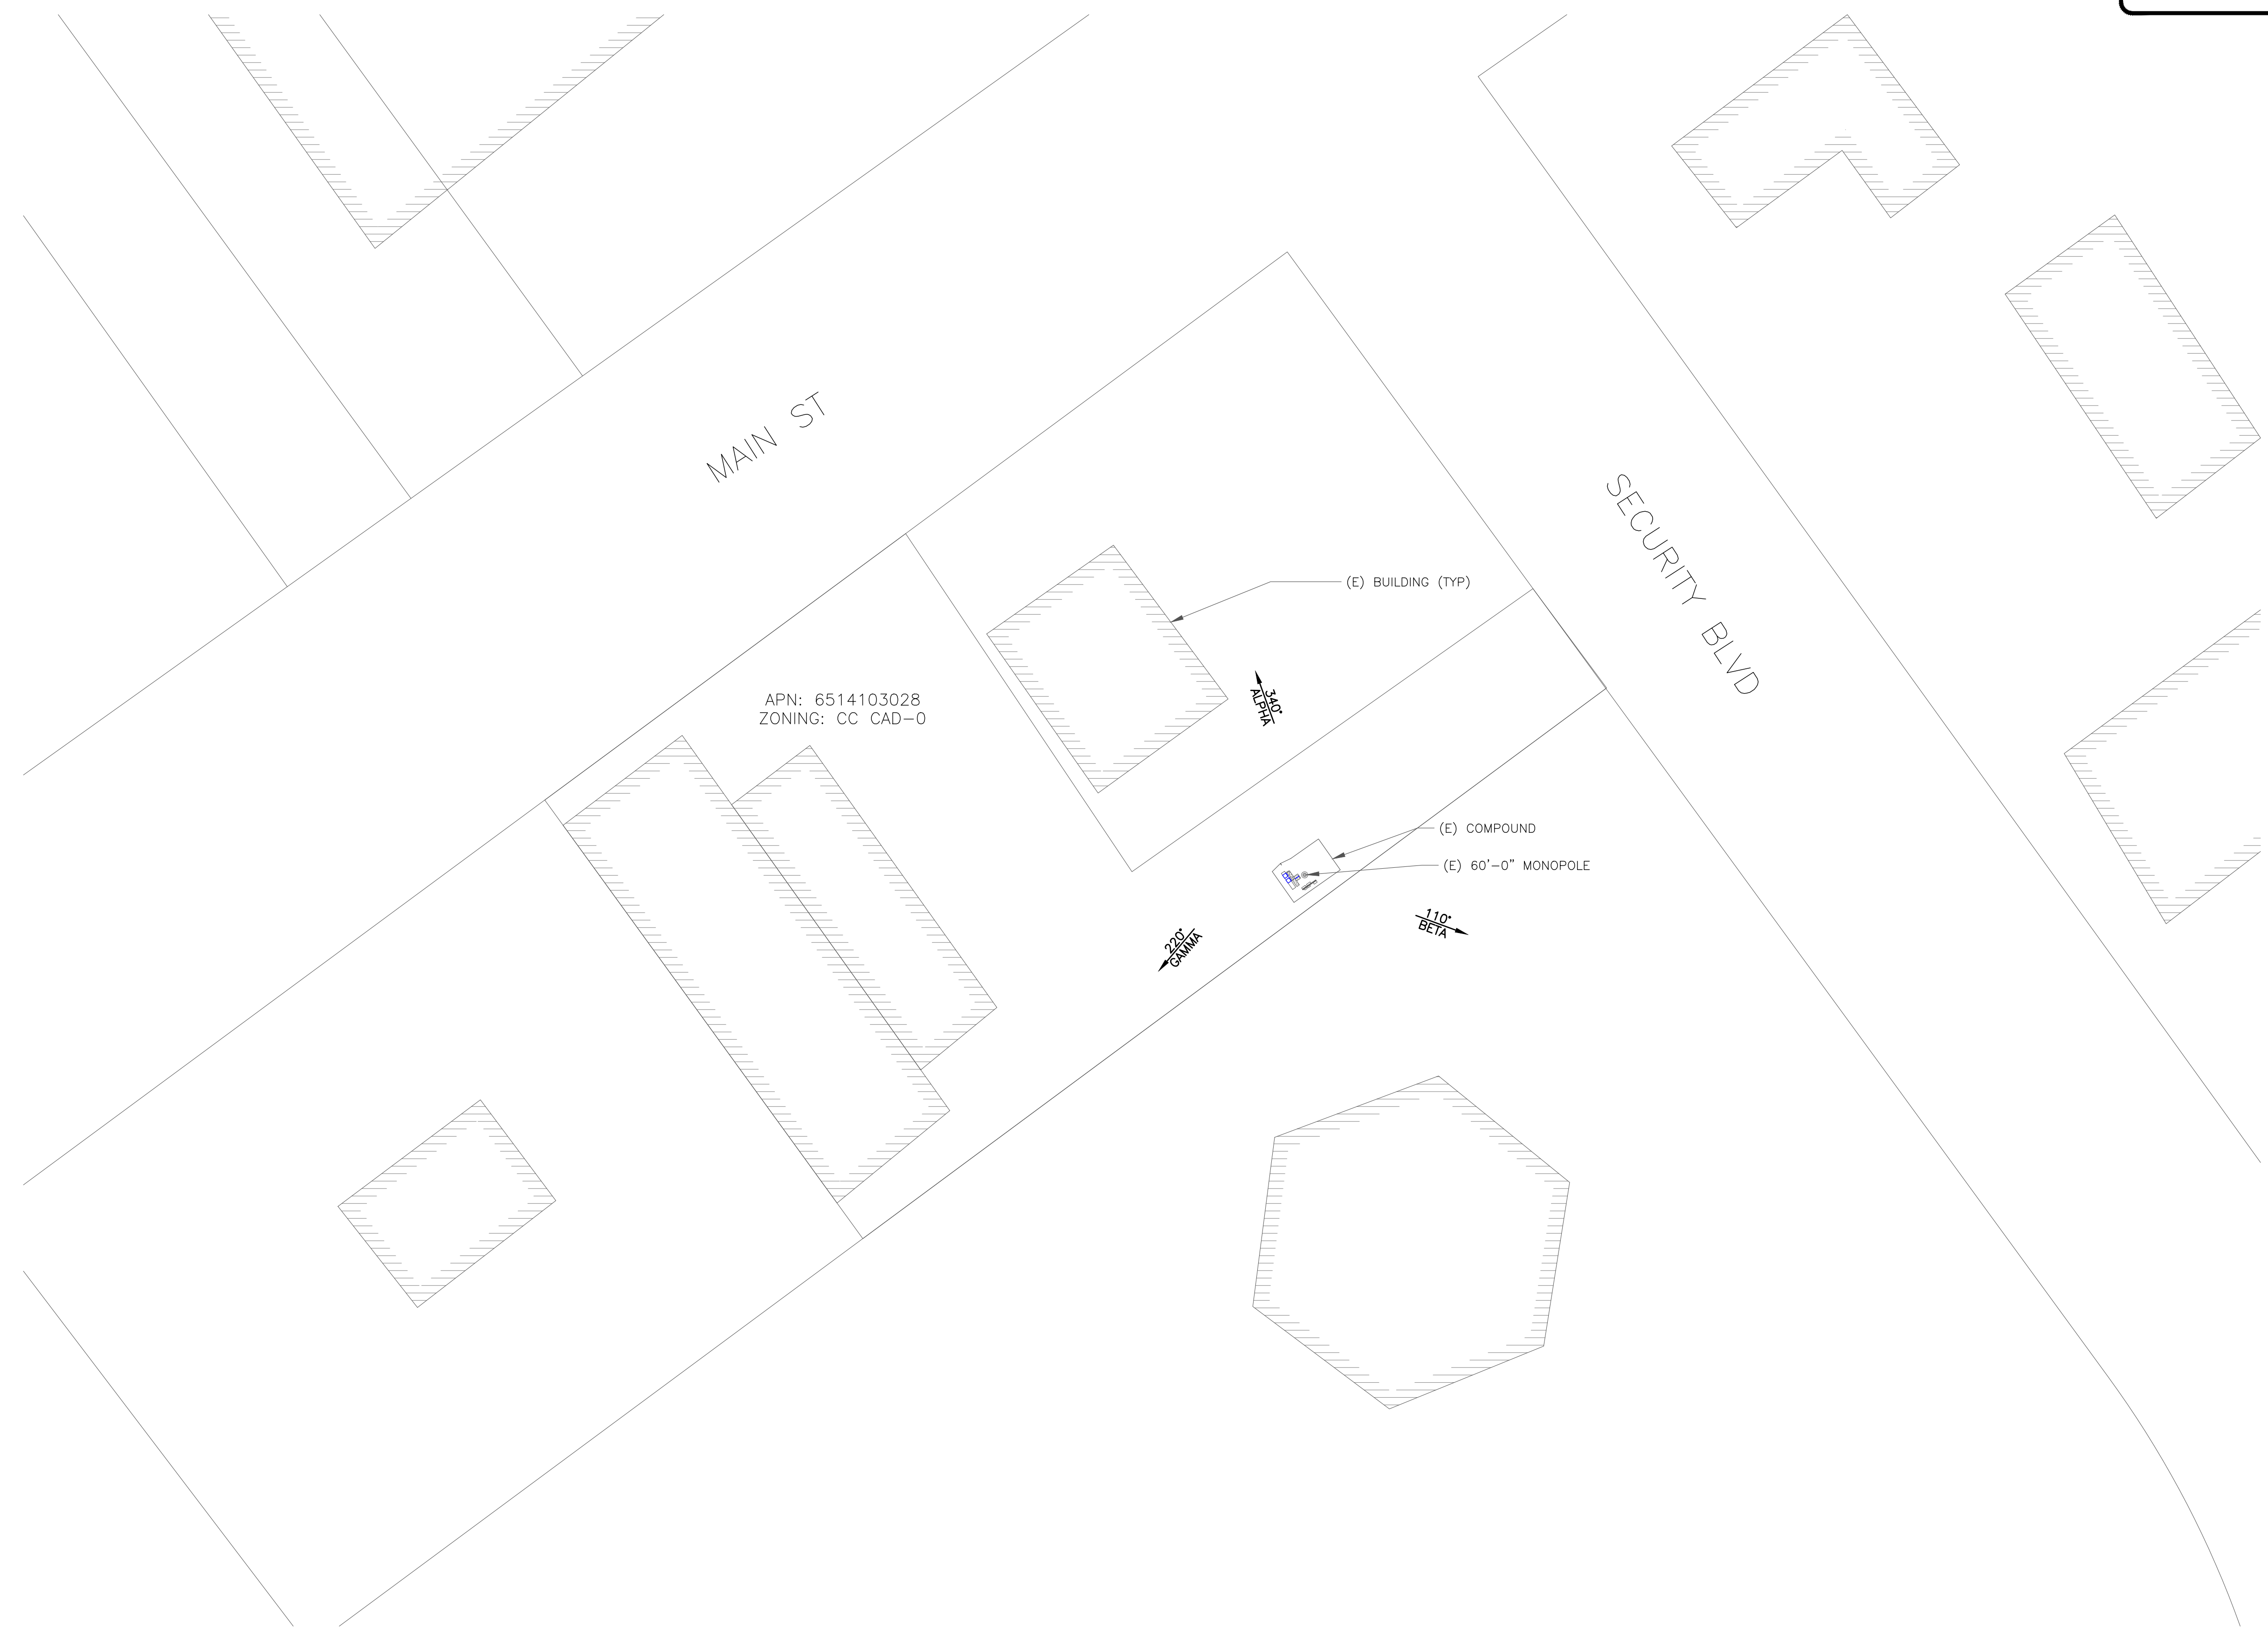 MAIN ST
SECURITY BLVD
(E) BUILDING (TYP)
APN: 6514103028
ZONING: CC CAD-0
340°
ALPHA
(E) COMPOUND
(E) 60'-0" MONOPOLE
110°
BETA
220°
GAMMA